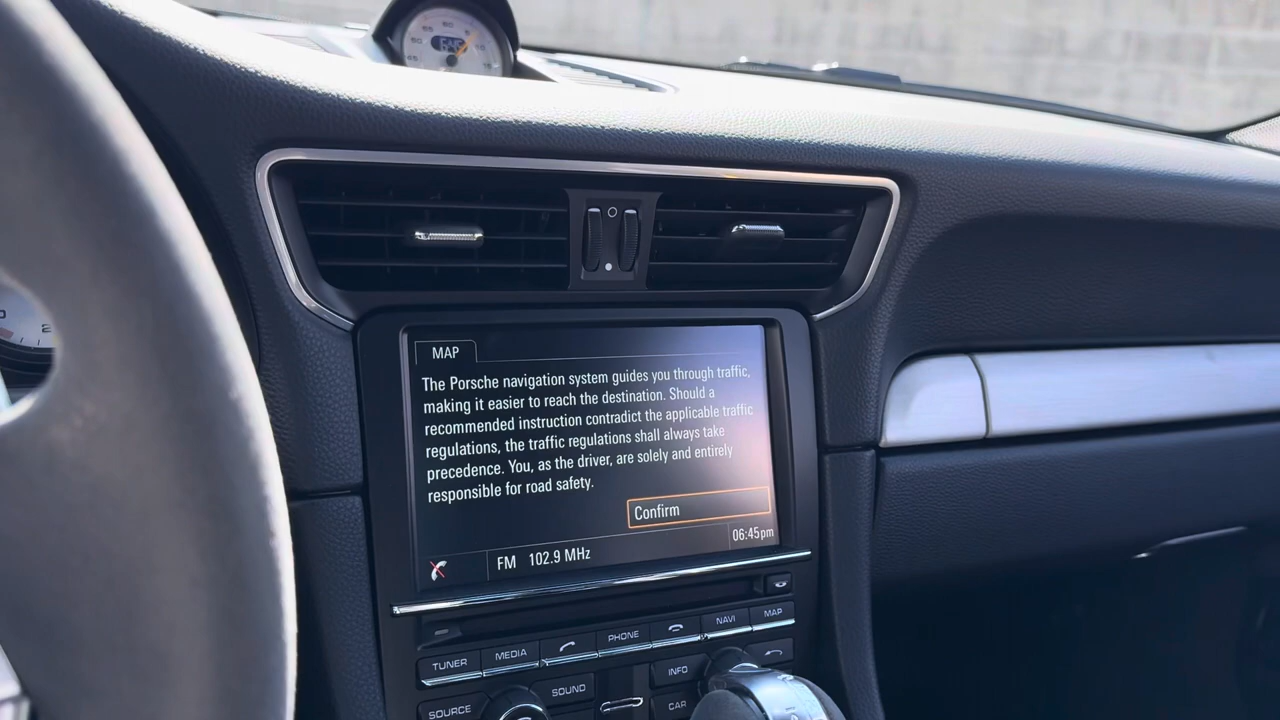 MAP
The Porsche navigation system guides you through traffic,
making it easier to reach the destination. Should a
recommended instruction contradict the applicable traffic
regulations, the traffic regulations shall always take
precedence. You, as the driver, are solely and entirely
responsible for road safety.
Confirm
FM 102.9 MHz 06:45pm
TUNER MEDIA PHONE NAVI MAP
SOURCE SOUND INFO
CAR